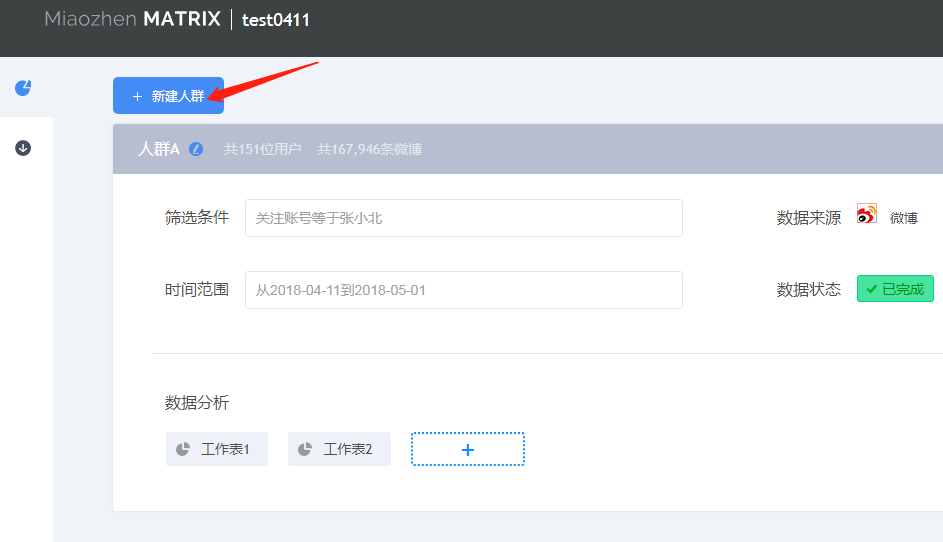 Miaozhen MATRIX | test0411
+ 新建人群
人群A 共151位用户 共167,946条微博
筛选条件 关注账号等于张小北 数据来源 微博
时间范围 从2018-04-11到2018-05-01 数据状态 已完成
数据分析
工作表1 工作表2 +